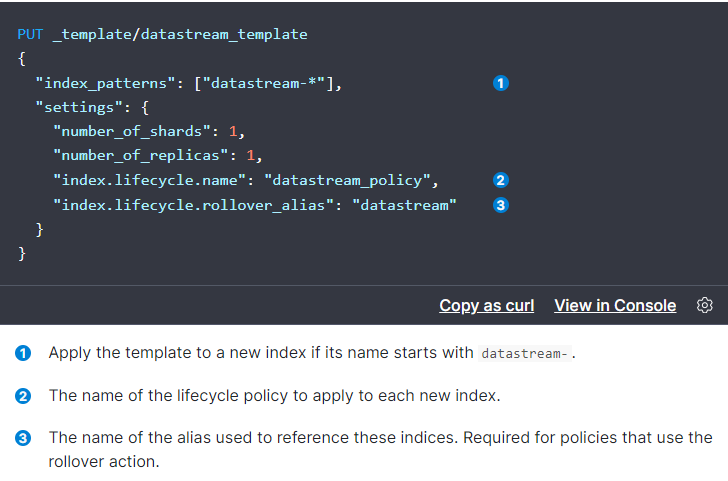 PUT _template/datastream_template
{
  "index_patterns": ["datastream-*"], 1
  "settings": {
    "number_of_shards": 1,
    "number_of_replicas": 1,
    "index.lifecycle.name": "datastream_policy", 2
    "index.lifecycle.rollover_alias": "datastream" 3
  }
}
Copy as curl View in Console
1 Apply the template to a new index if its name starts with datastream-.
2 The name of the lifecycle policy to apply to each new index.
3 The name of the alias used to reference these indices. Required for policies that use the
rollover action.